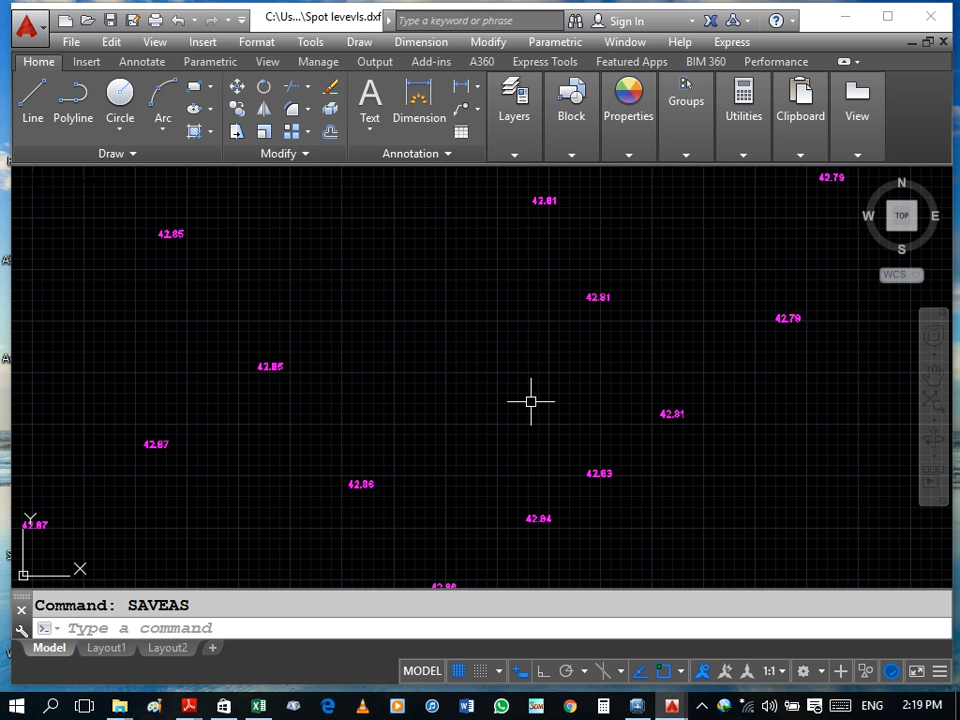 C:\Us...\Spot levevls.dxf
Type a keyword or phrase
Sign In
File Edit View Insert Format Tools Draw Dimension Modify Parametric Window Help Express
Home Insert Annotate Parametric View Manage Output Add-ins A360 Express Tools Featured Apps BIM 360 Performance
Line Polyline Circle Arc Text Dimension Layers Block Properties Groups Utilities Clipboard View
Draw Modify Annotation
42.79
42.81
N
42.85
W TOP E
S
WCS
42.81
42.79
42.85
42.81
42.87
42.83
42.86
42.84
Y
42.87
X
Command: SAVEAS
Type a command
Model Layout1 Layout2 +
MODEL 1:1
ENG 2:19 PM